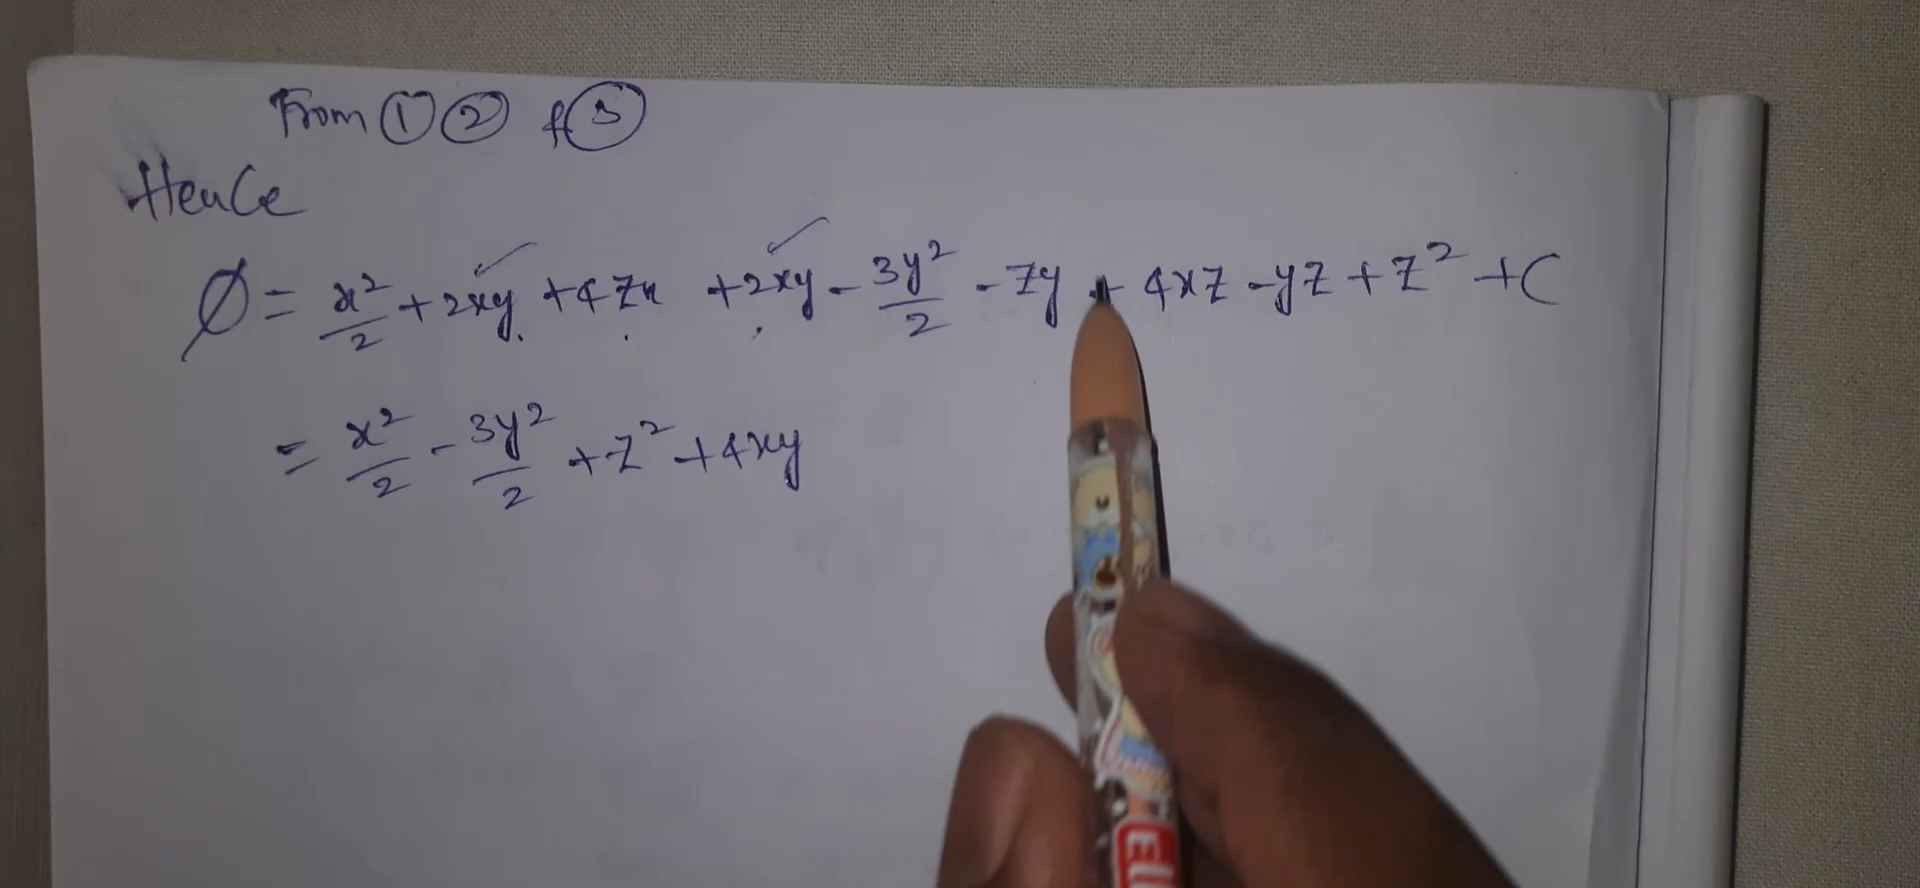 From ① ② & ③
Hence
∅ = x²/2 + 2xy + 4zx + 2xy - 3y²/2 - zy + 4xz - yz + z² + C
= x²/2 - 3y²/2 + z² + 4xy